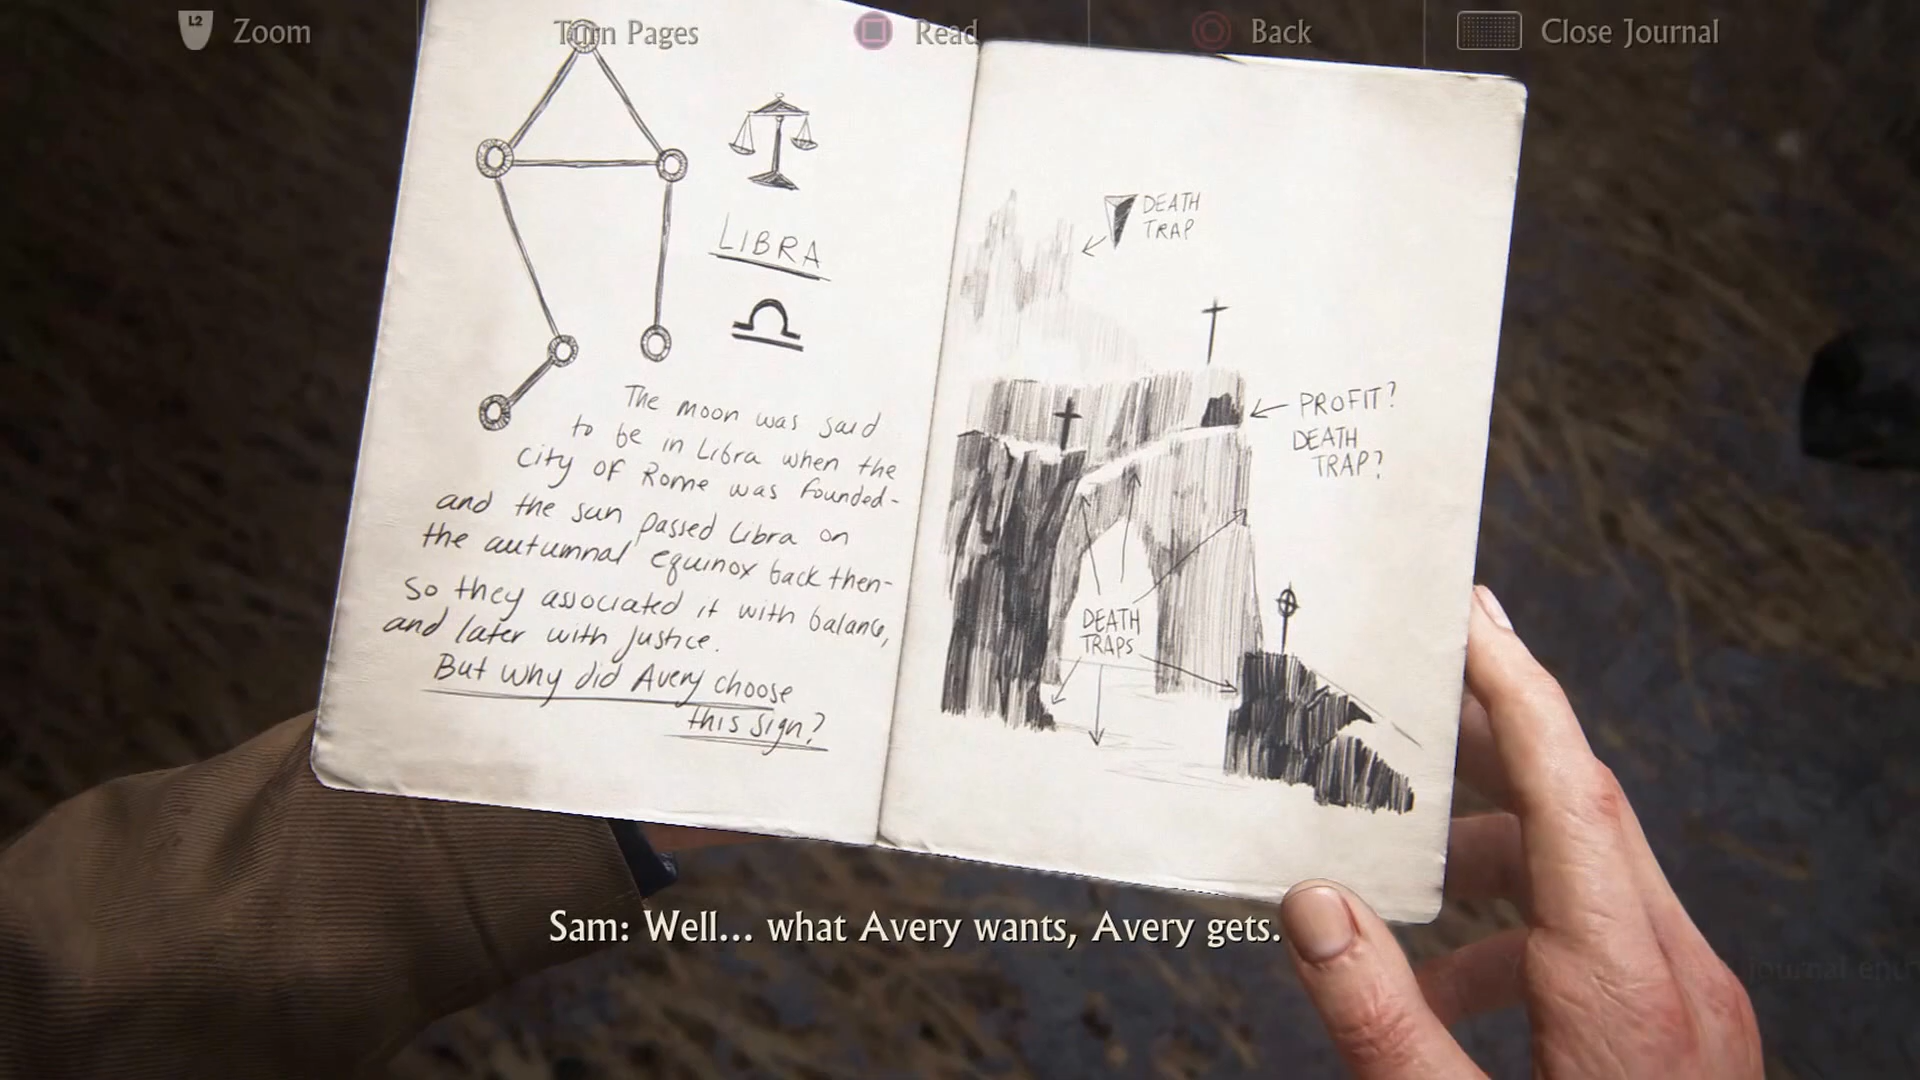 L2 Zoom
Turn Pages
Read
Back
Close Journal
LIBRA
The moon was said
to be in Libra when the
city of Rome was founded-
and the sun passed Libra on
the autumnal equinox back then-
so they associated it with balance,
and later with justice.
But why did Avery choose
this sign?
DEATH
TRAP
PROFIT?
DEATH
TRAP?
DEATH
TRAPS
Sam: Well... what Avery wants, Avery gets.